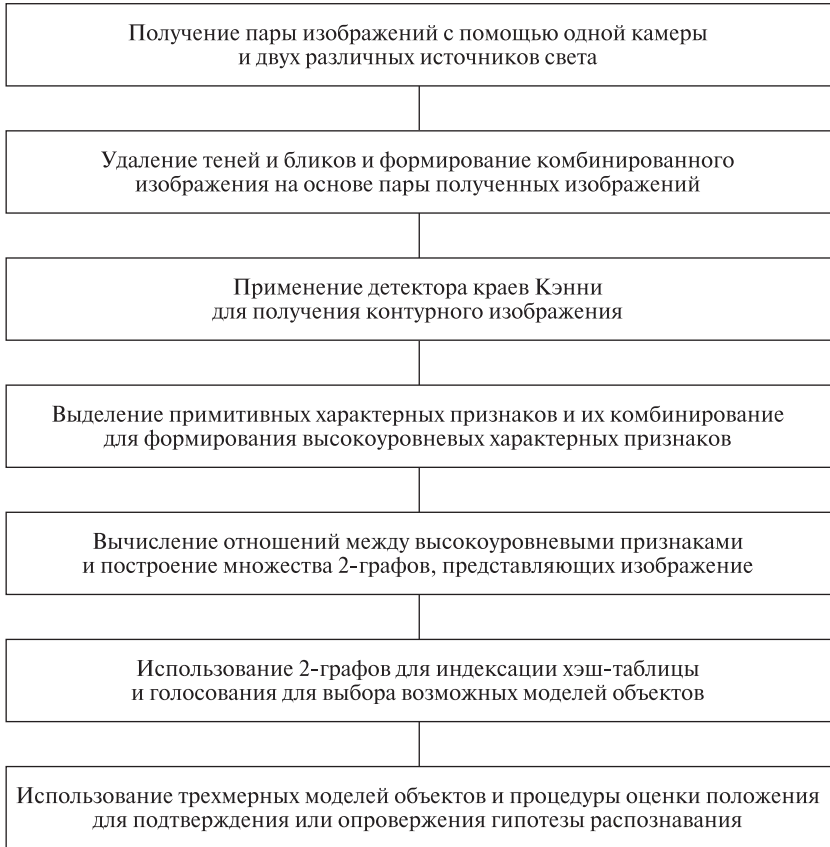 Получение пары изображений с помощью одной камеры
и двух различных источников света
Удаление теней и бликов и формирование комбинированного
изображения на основе пары полученных изображений
Применение детектора краев Кэнни
для получения контурного изображения
Выделение примитивных характерных признаков и их комбинирование
для формирования высокоуровневых характерных признаков
Вычисление отношений между высокоуровневыми признаками
и построение множества 2-графов, представляющих изображение
Использование 2-графов для индексации хэш-таблицы
и голосования для выбора возможных моделей объектов
Использование трехмерных моделей объектов и процедуры оценки положения
для подтверждения или опровержения гипотезы распознавания